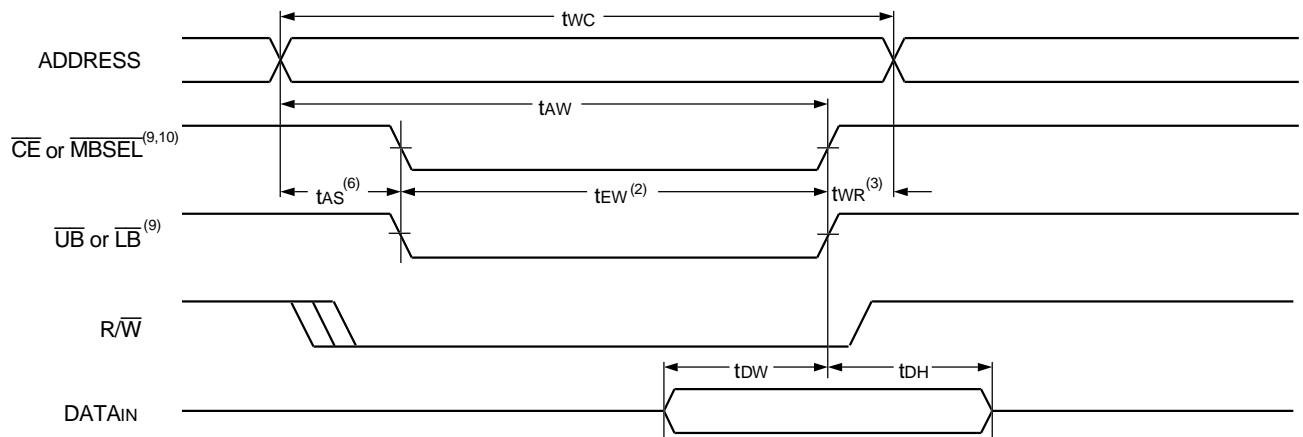 tWC
ADDRESS
tAW
CE or MBSEL(9,10)
tAS(6) tEW(2) tWR(3)
UB or LB(9)
R/W
tDW tDH
DATAIN